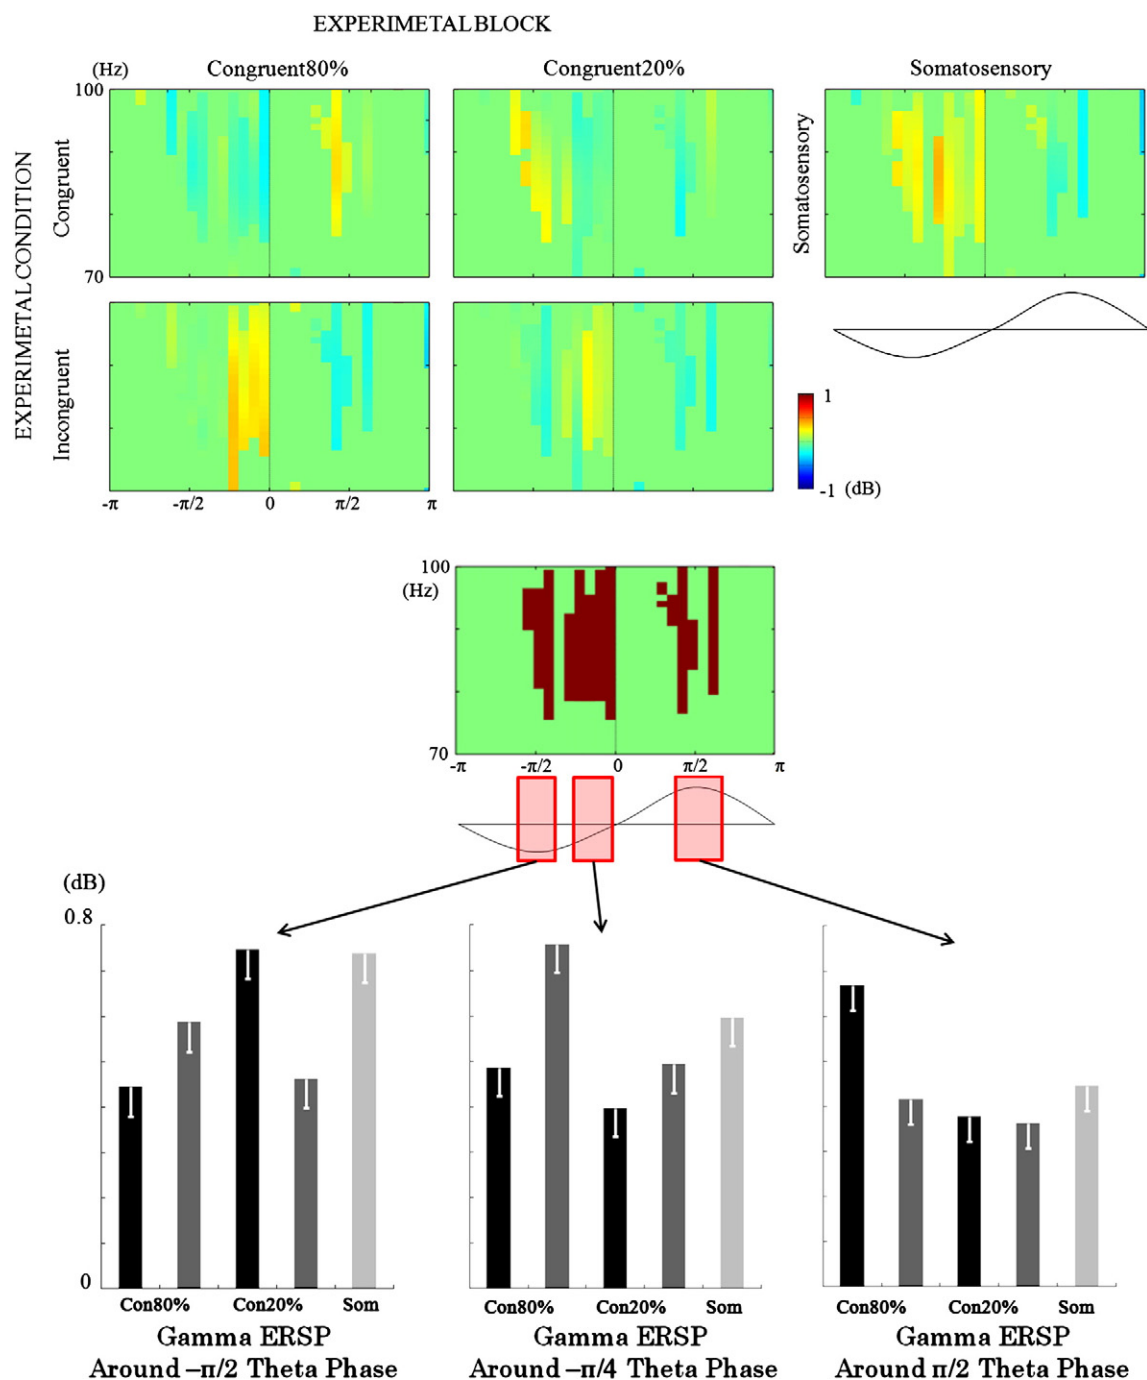 EXPERIMETAL BLOCK
(Hz) Congruent80% Congruent20% Somatosensory
EXPERIMETAL CONDITION
Congruent
100
70
Somatosensory
Incongruent
-π -π/2 0 π/2 π
1
-1 (dB)
100
(Hz)
70
-π -π/2 0 π/2 π
(dB)
0.8
0
Con80% Con20% Som
Con80% Con20% Som
Con80% Con20% Som
Gamma ERSP
Around –π/2 Theta Phase
Gamma ERSP
Around –π/4 Theta Phase
Gamma ERSP
Around π/2 Theta Phase